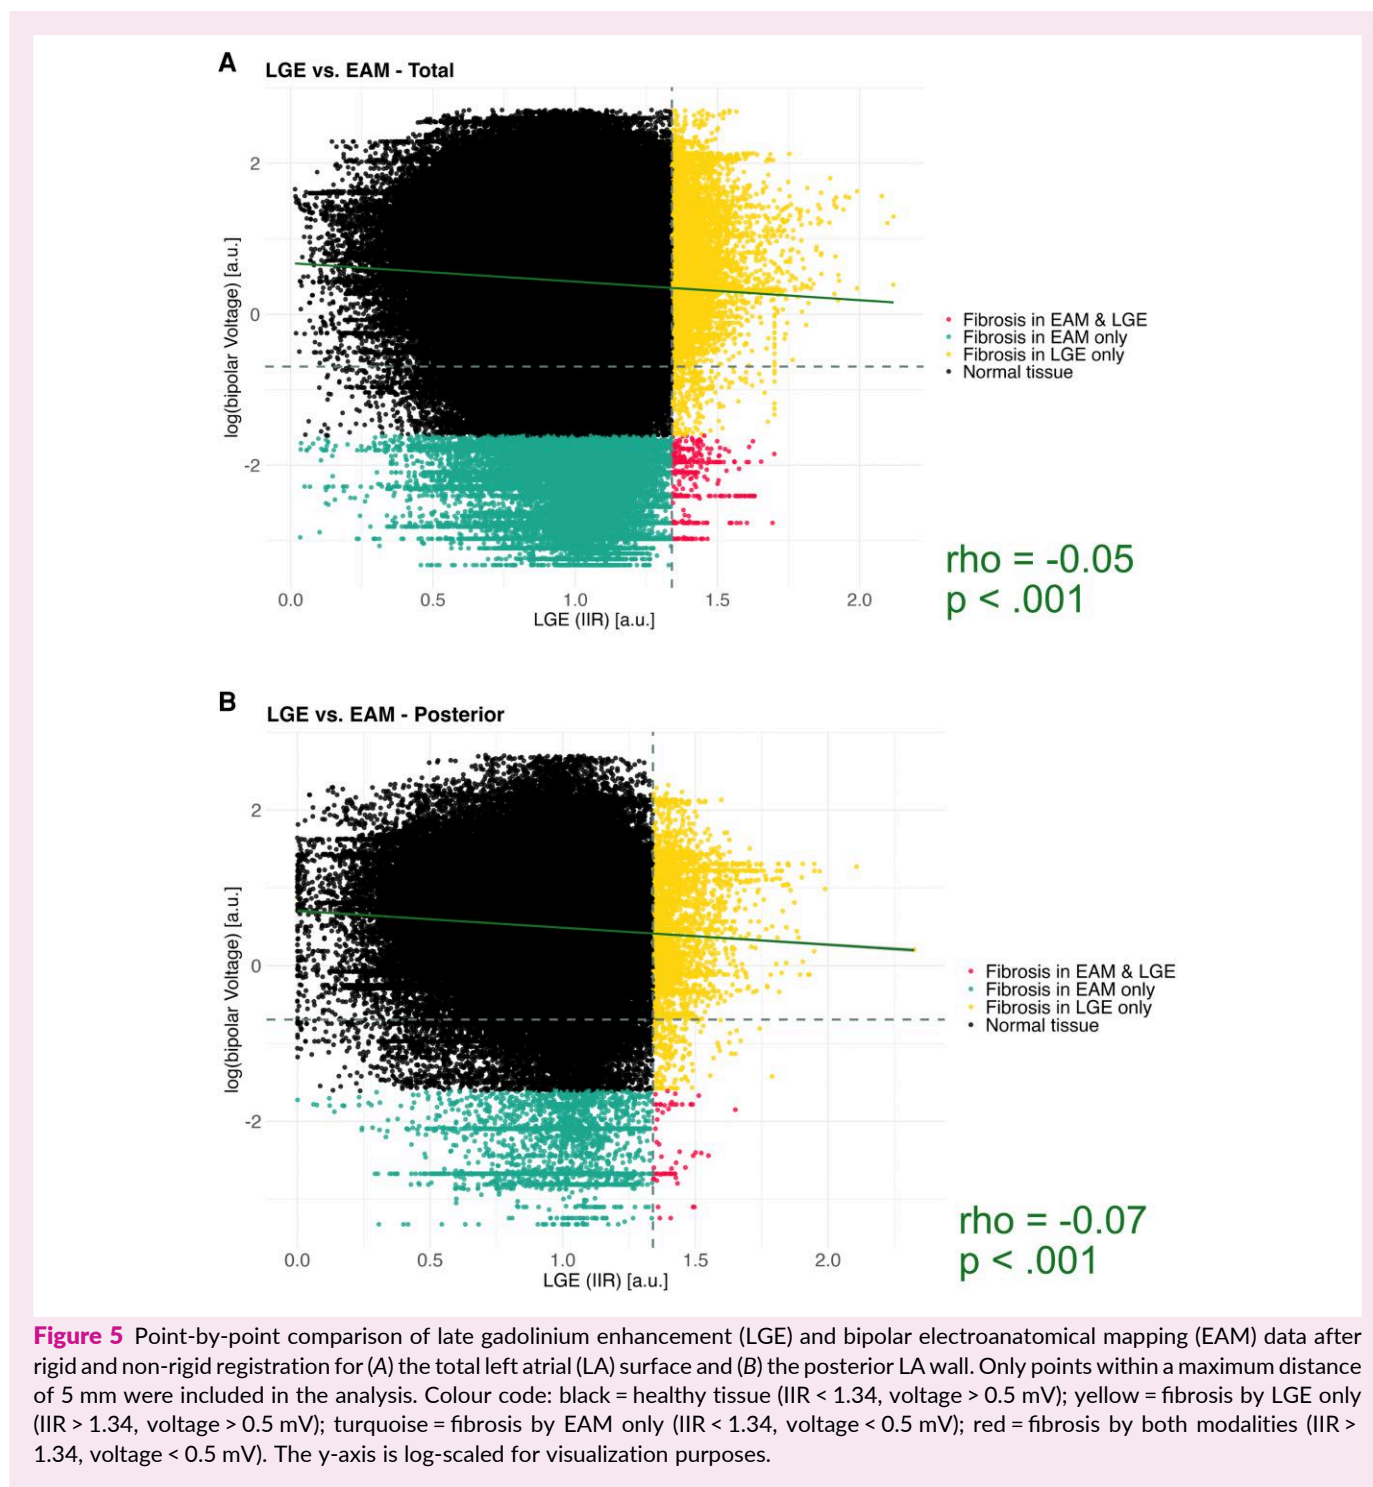 A
LGE vs. EAM - Total
log(bipolar Voltage) [a.u.]
2
0
-2
0.0 0.5 1.0 1.5 2.0
LGE (IIR) [a.u.]
Fibrosis in EAM & LGE
Fibrosis in EAM only
Fibrosis in LGE only
Normal tissue
rho = -0.05
p < .001
B
LGE vs. EAM - Posterior
log(bipolar Voltage) [a.u.]
2
0
-2
0.0 0.5 1.0 1.5 2.0
LGE (IIR) [a.u.]
Fibrosis in EAM & LGE
Fibrosis in EAM only
Fibrosis in LGE only
Normal tissue
rho = -0.07
p < .001
Figure 5 Point-by-point comparison of late gadolinium enhancement (LGE) and bipolar electroanatomical mapping (EAM) data after
rigid and non-rigid registration for (A) the total left atrial (LA) surface and (B) the posterior LA wall. Only points within a maximum distance
of 5 mm were included in the analysis. Colour code: black = healthy tissue (IIR < 1.34, voltage > 0.5 mV); yellow = fibrosis by LGE only
(IIR > 1.34, voltage > 0.5 mV); turquoise = fibrosis by EAM only (IIR < 1.34, voltage < 0.5 mV); red = fibrosis by both modalities (IIR >
1.34, voltage < 0.5 mV). The y-axis is log-scaled for visualization purposes.